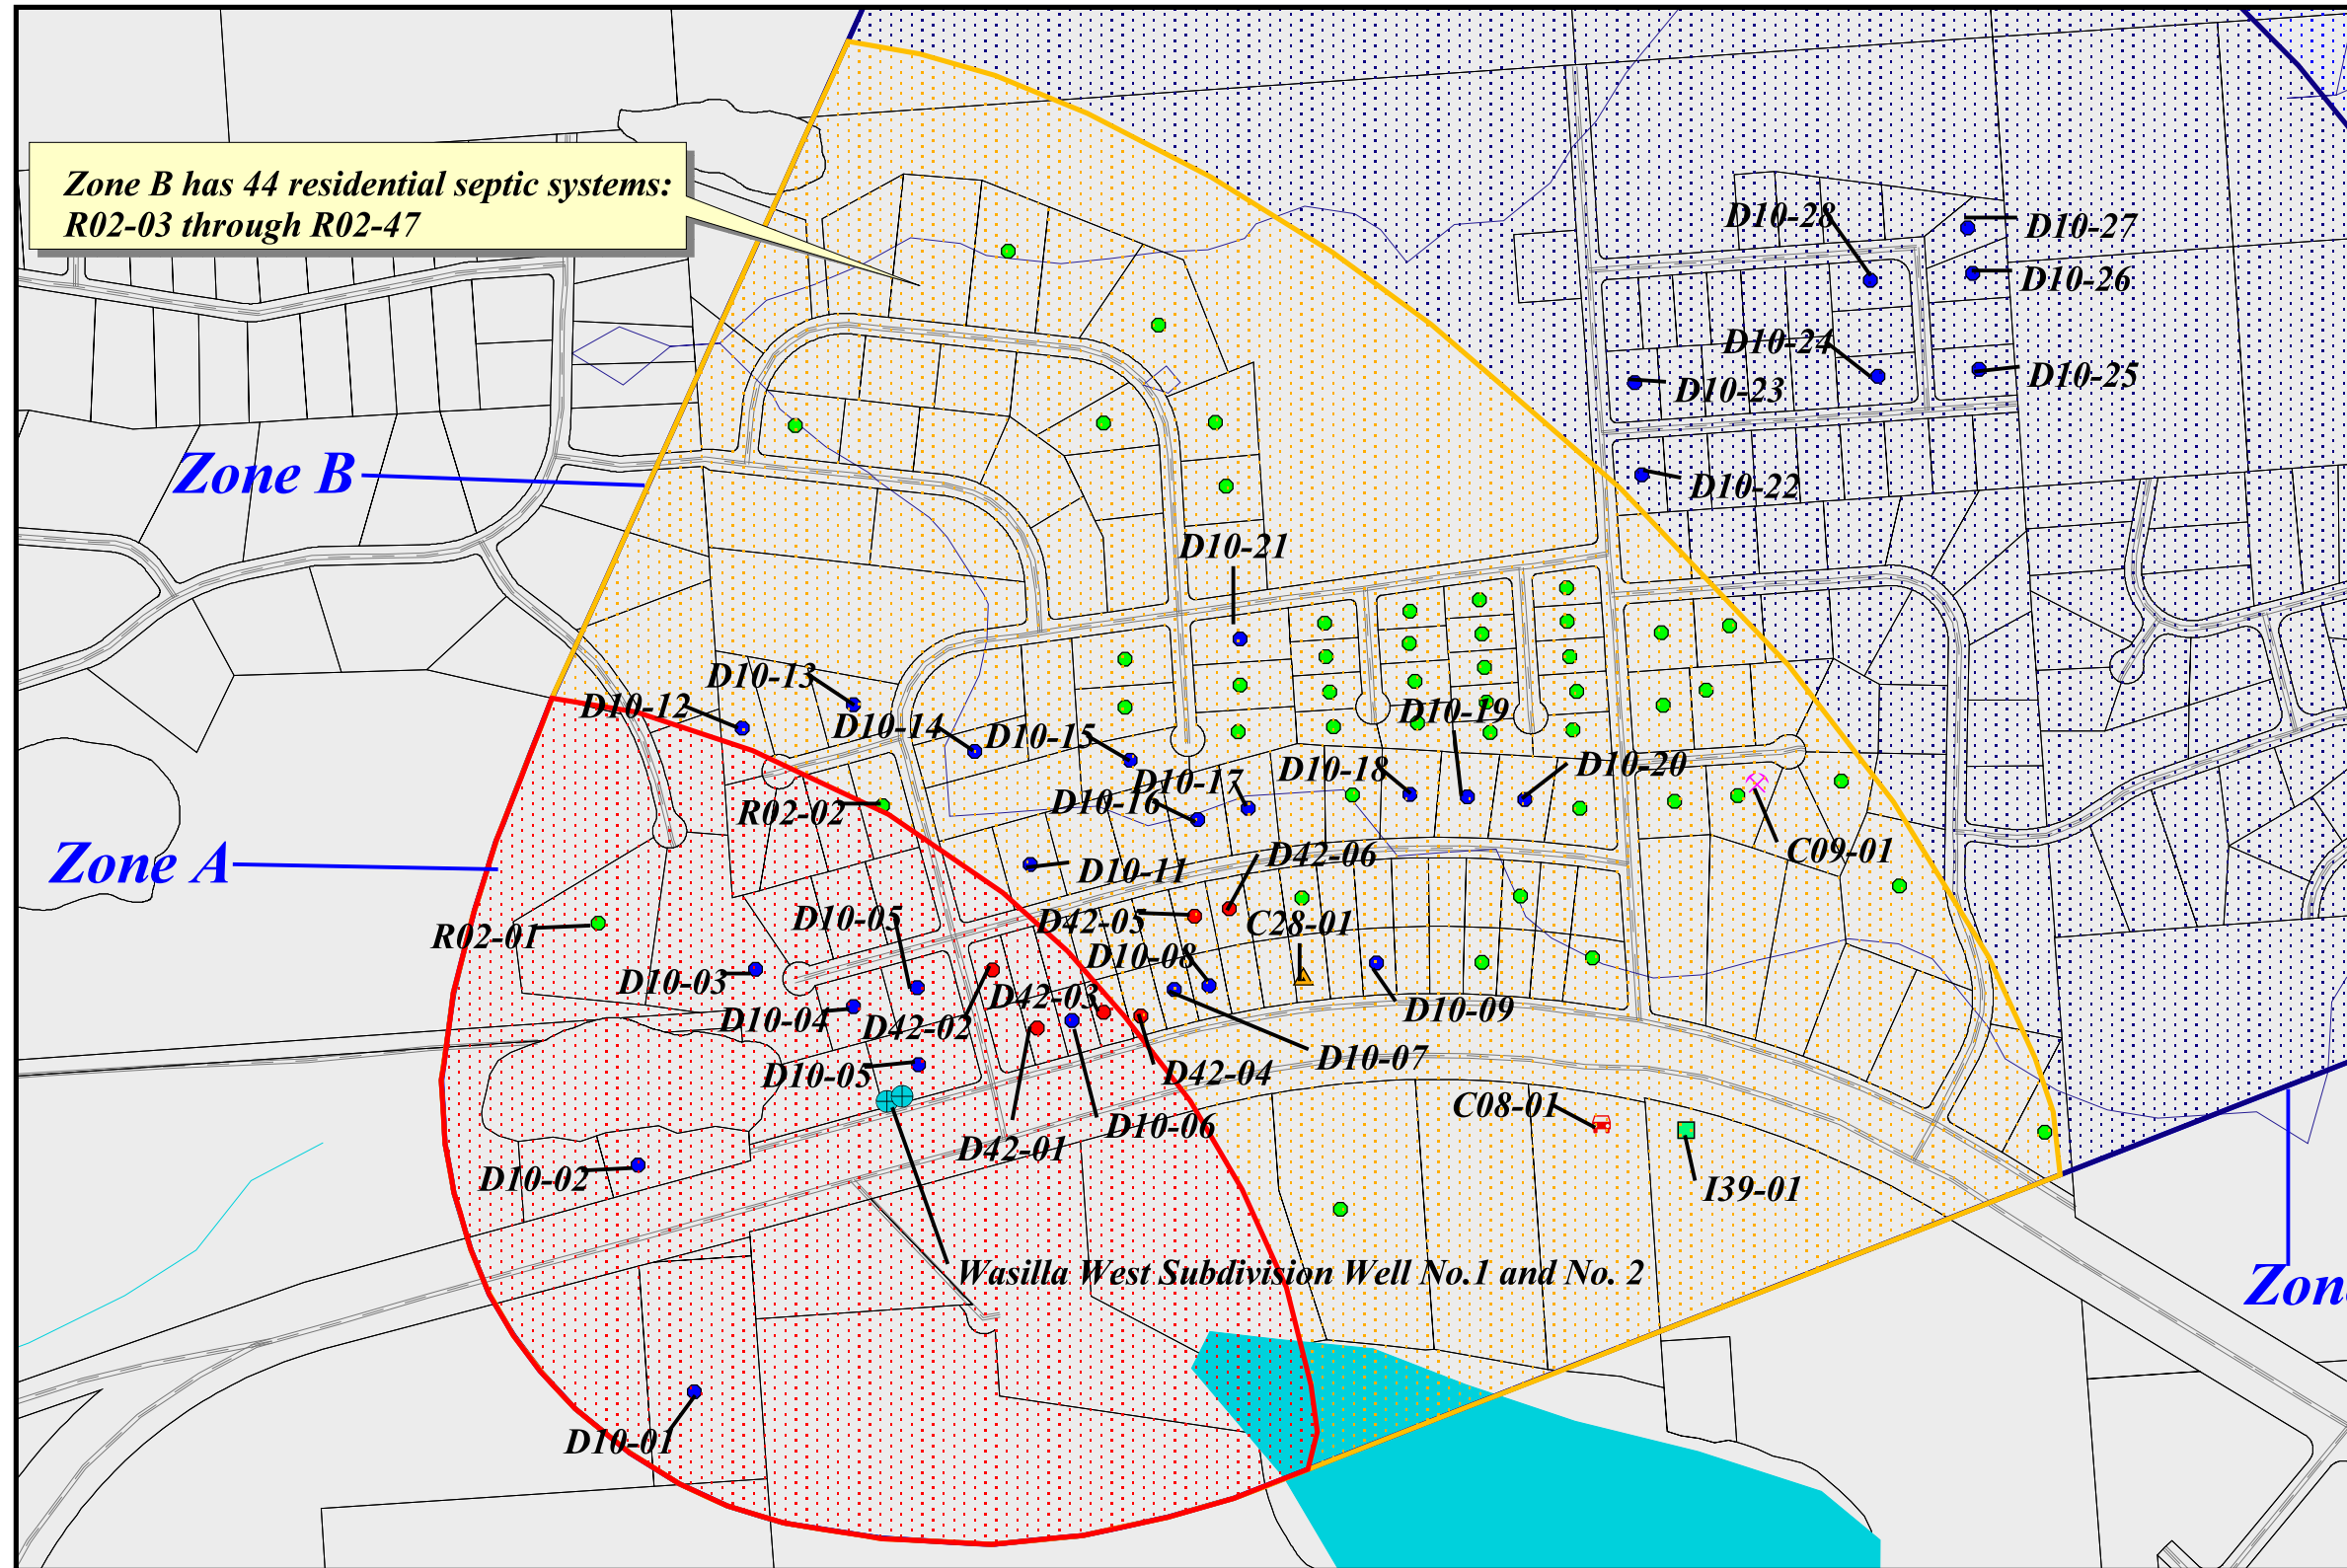 Zone B has 44 residential septic systems:
R02-03 through R02-47
D10-28
D10-27
D10-26
D10-24
D10-25
D10-23
Zone B
D10-22
D10-21
D10-13
D10-12
D10-14
D10-15
D10-19
D10-17
D10-18
D10-20
D10-16
R02-02
Zone A
D10-11
D42-06
C09-01
D10-05
D42-05
C28-01
R02-01
D10-08
D10-03
D42-03
D10-09
D10-04
D42-02
D10-07
D10-05
D42-04
C08-01
D10-06
D42-01
D10-02
I39-01
Wasilla West Subdivision Well No.1 and No. 2
D10-01